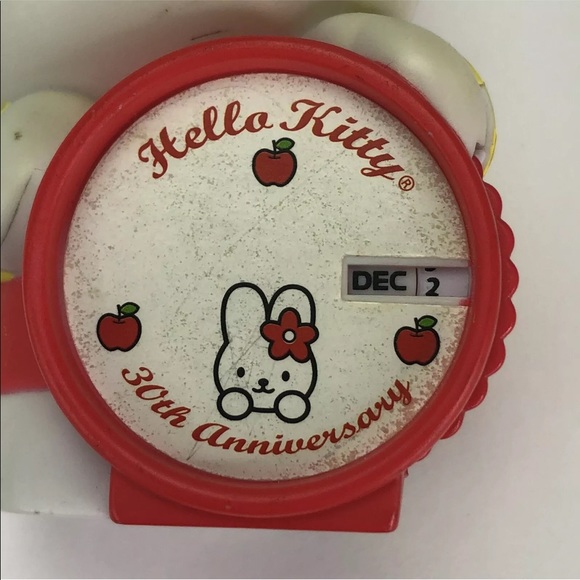 Hello Kitty®
DEC 2
30th Anniversary